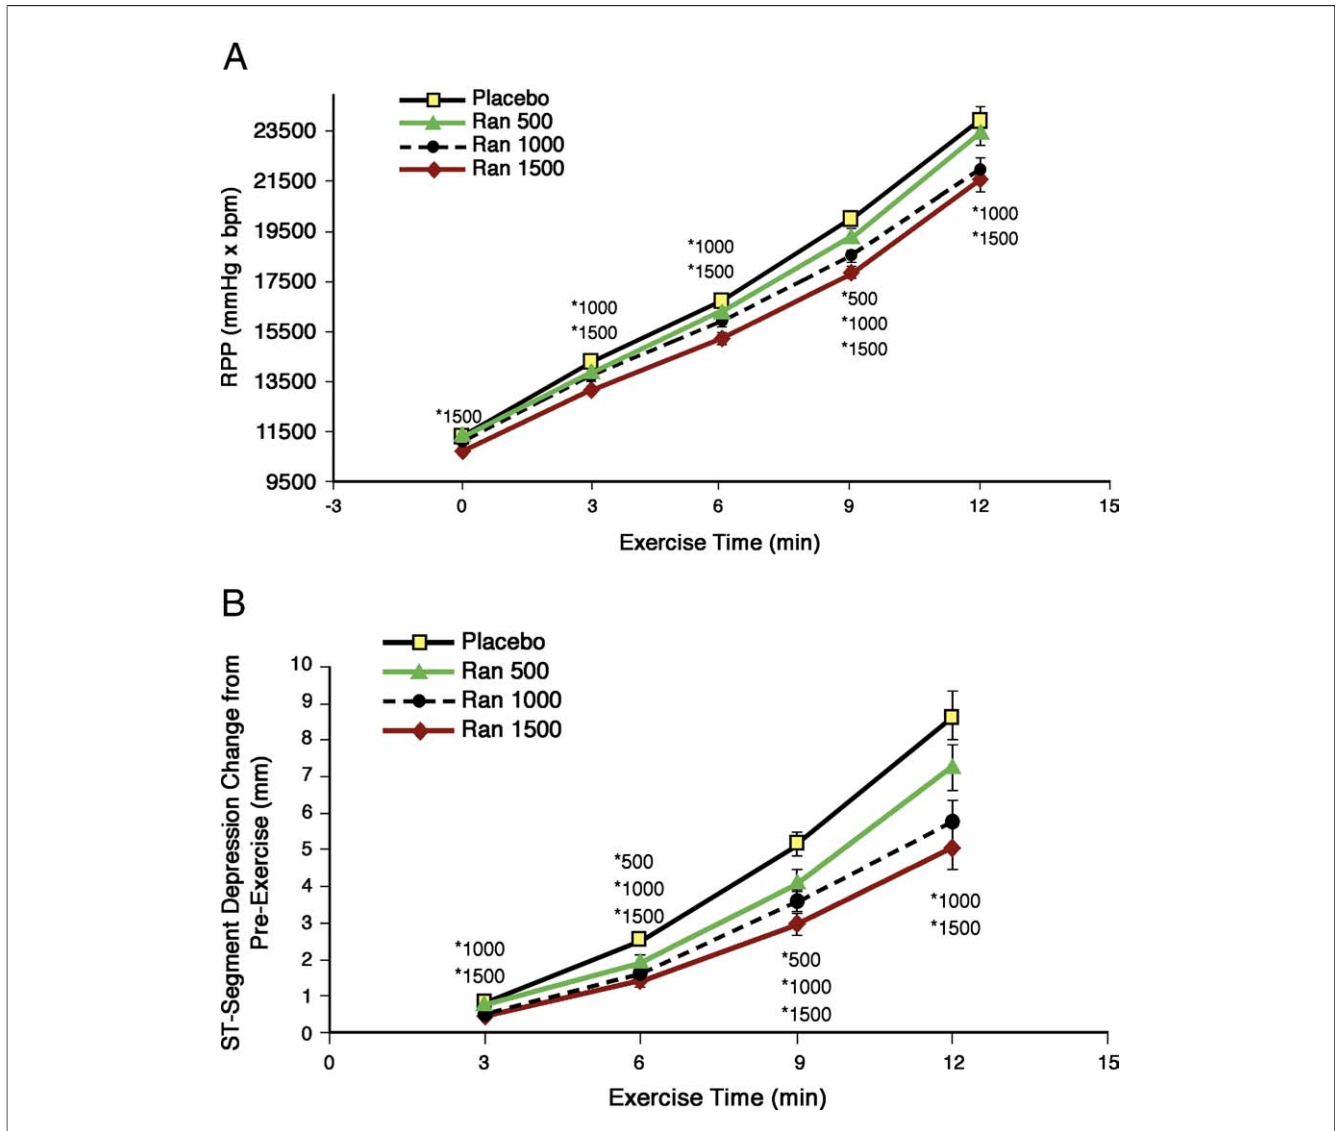 A
Placebo
Ran 500
Ran 1000
Ran 1500
RPP (mmHg x bpm)
23500
21500
19500
17500
15500
13500
11500
9500
*1500
*1000
*1500
*1000
*1500
*500
*1000
*1500
*1000
*1500
-3 0 3 6 9 12 15
Exercise Time (min)
B
Placebo
Ran 500
Ran 1000
Ran 1500
ST-Segment Depression Change from
Pre-Exercise (mm)
10
9
8
7
6
5
4
3
2
1
0
*1000
*1500
*500
*1000
*1500
*500
*1000
*1500
*1000
*1500
0 3 6 9 12 15
Exercise Time (min)